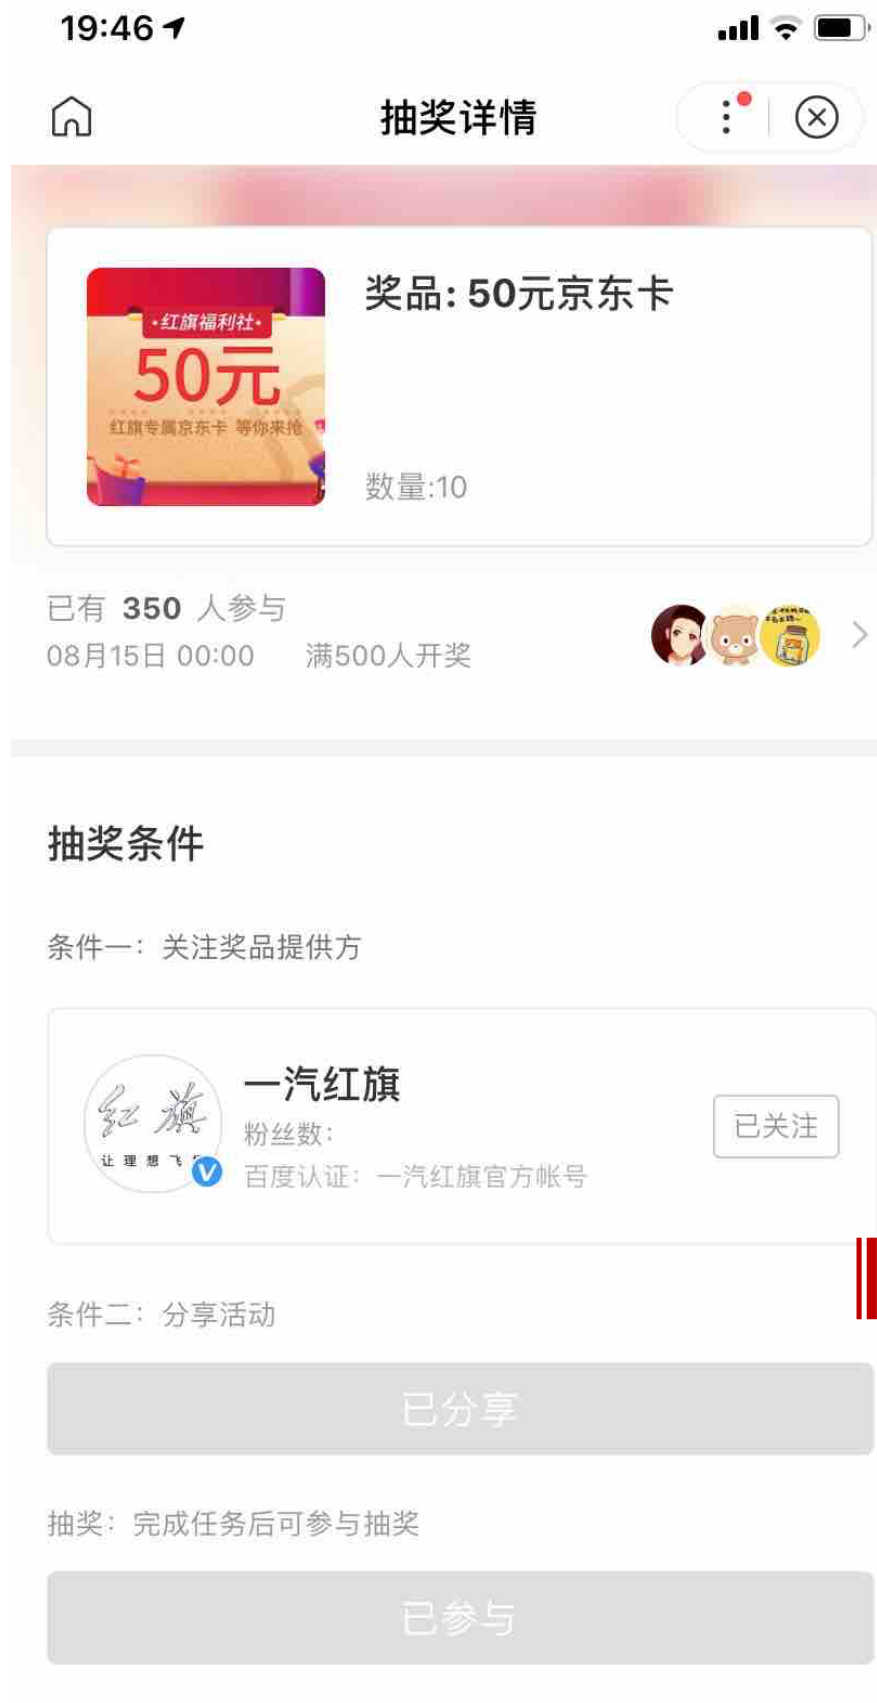 19:46
抽奖详情
·红旗福利社·
50元
红旗专属京东卡 等你来抢
奖品: 50元京东卡
数量:10
已有 350 人参与
08月15日 00:00 满500人开奖
抽奖条件
条件一：关注奖品提供方
红旗
让理想飞
一汽红旗
粉丝数：
百度认证：一汽红旗官方帐号
已关注
条件二：分享活动
已分享
抽奖：完成任务后可参与抽奖
已参与